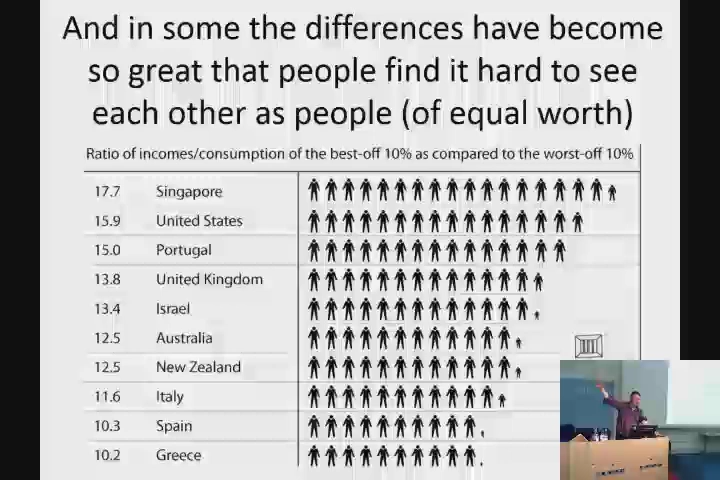 And in some the differences have become
so great that people find it hard to see
each other as people (of equal worth)
Ratio of incomes/consumption of the best-off 10% as compared to the worst-off 10%
17.7 Singapore
15.9 United States
15.0 Portugal
13.8 United Kingdom
13.4 Israel
12.5 Australia
12.5 New Zealand
11.6 Italy
10.3 Spain
10.2 Greece